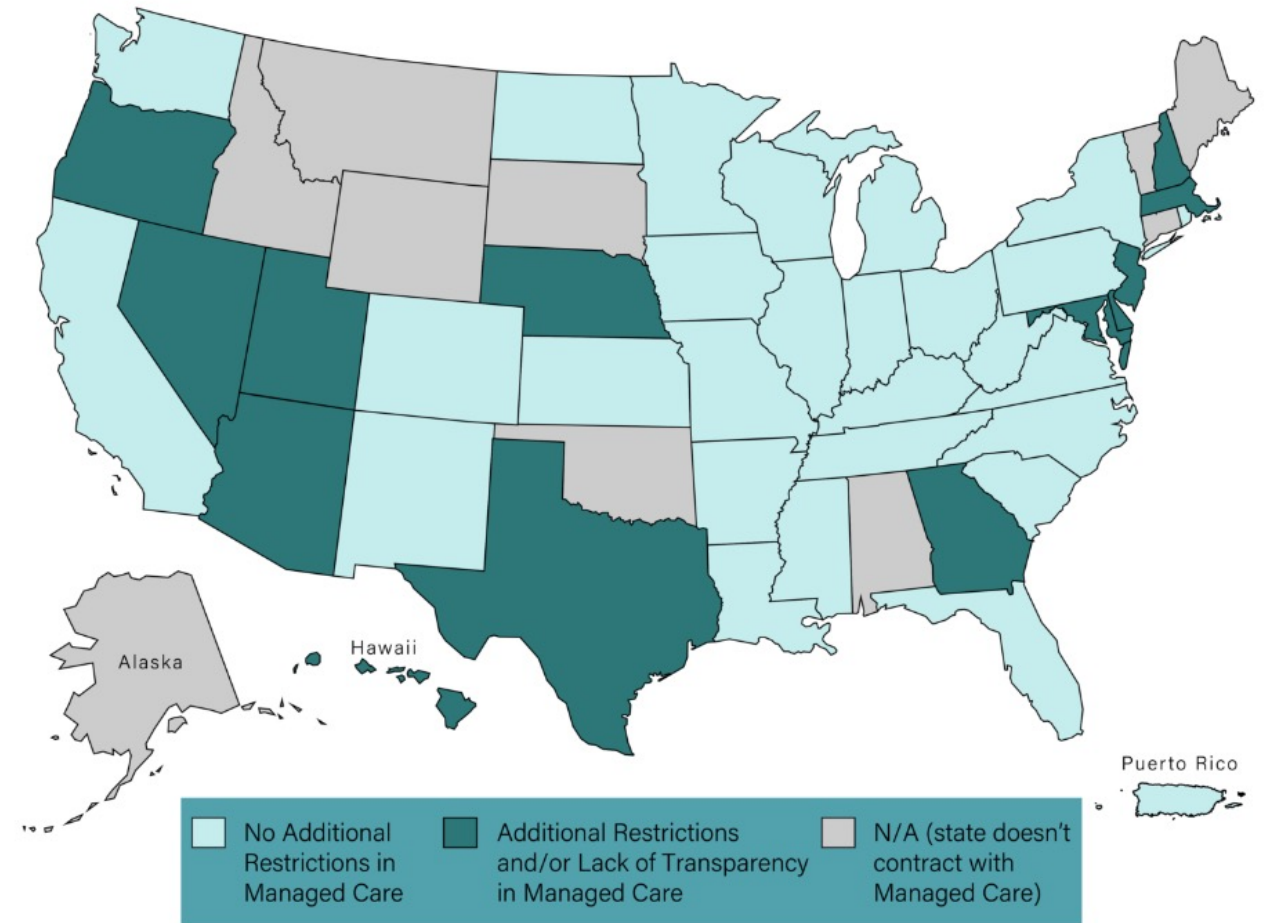 Alaska
Hawaii
Puerto Rico
No Additional
Restrictions in
Managed Care
Additional Restrictions
and/or Lack of Transparency
in Managed Care
N/A (state doesn't
contract with
Managed Care)